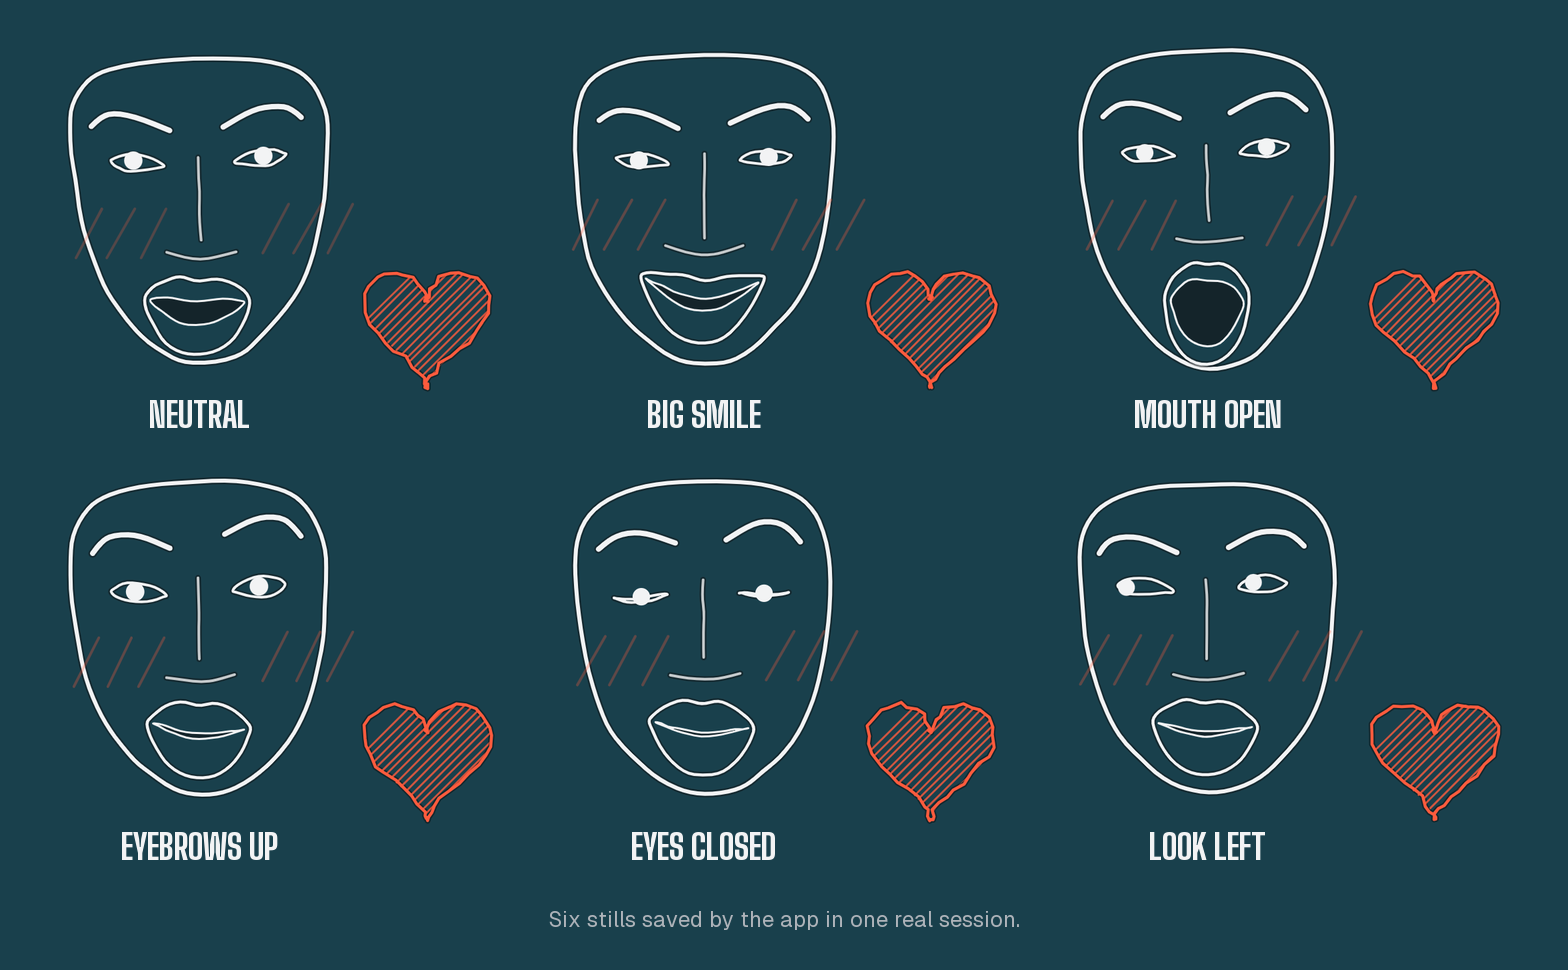 NEUTRAL
BIG SMILE
MOUTH OPEN
EYEBROWS UP
EYES CLOSED
LOOK LEFT
Six stills saved by the app in one real session.